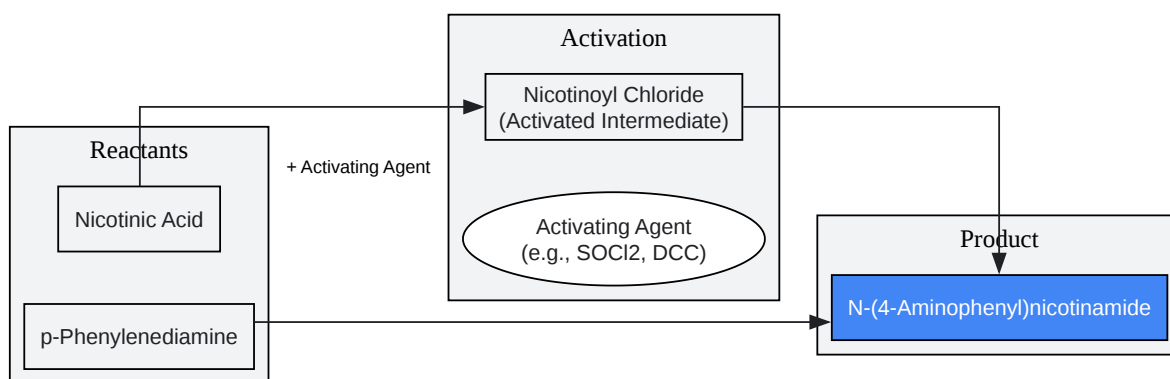 Activation
Nicotinoyl Chloride
(Activated Intermediate)
Reactants
+ Activating Agent
Nicotinic Acid
Activating Agent
(e.g., SOCl2, DCC)
Product
N-(4-Aminophenyl)nicotinamide
p-Phenylenediamine